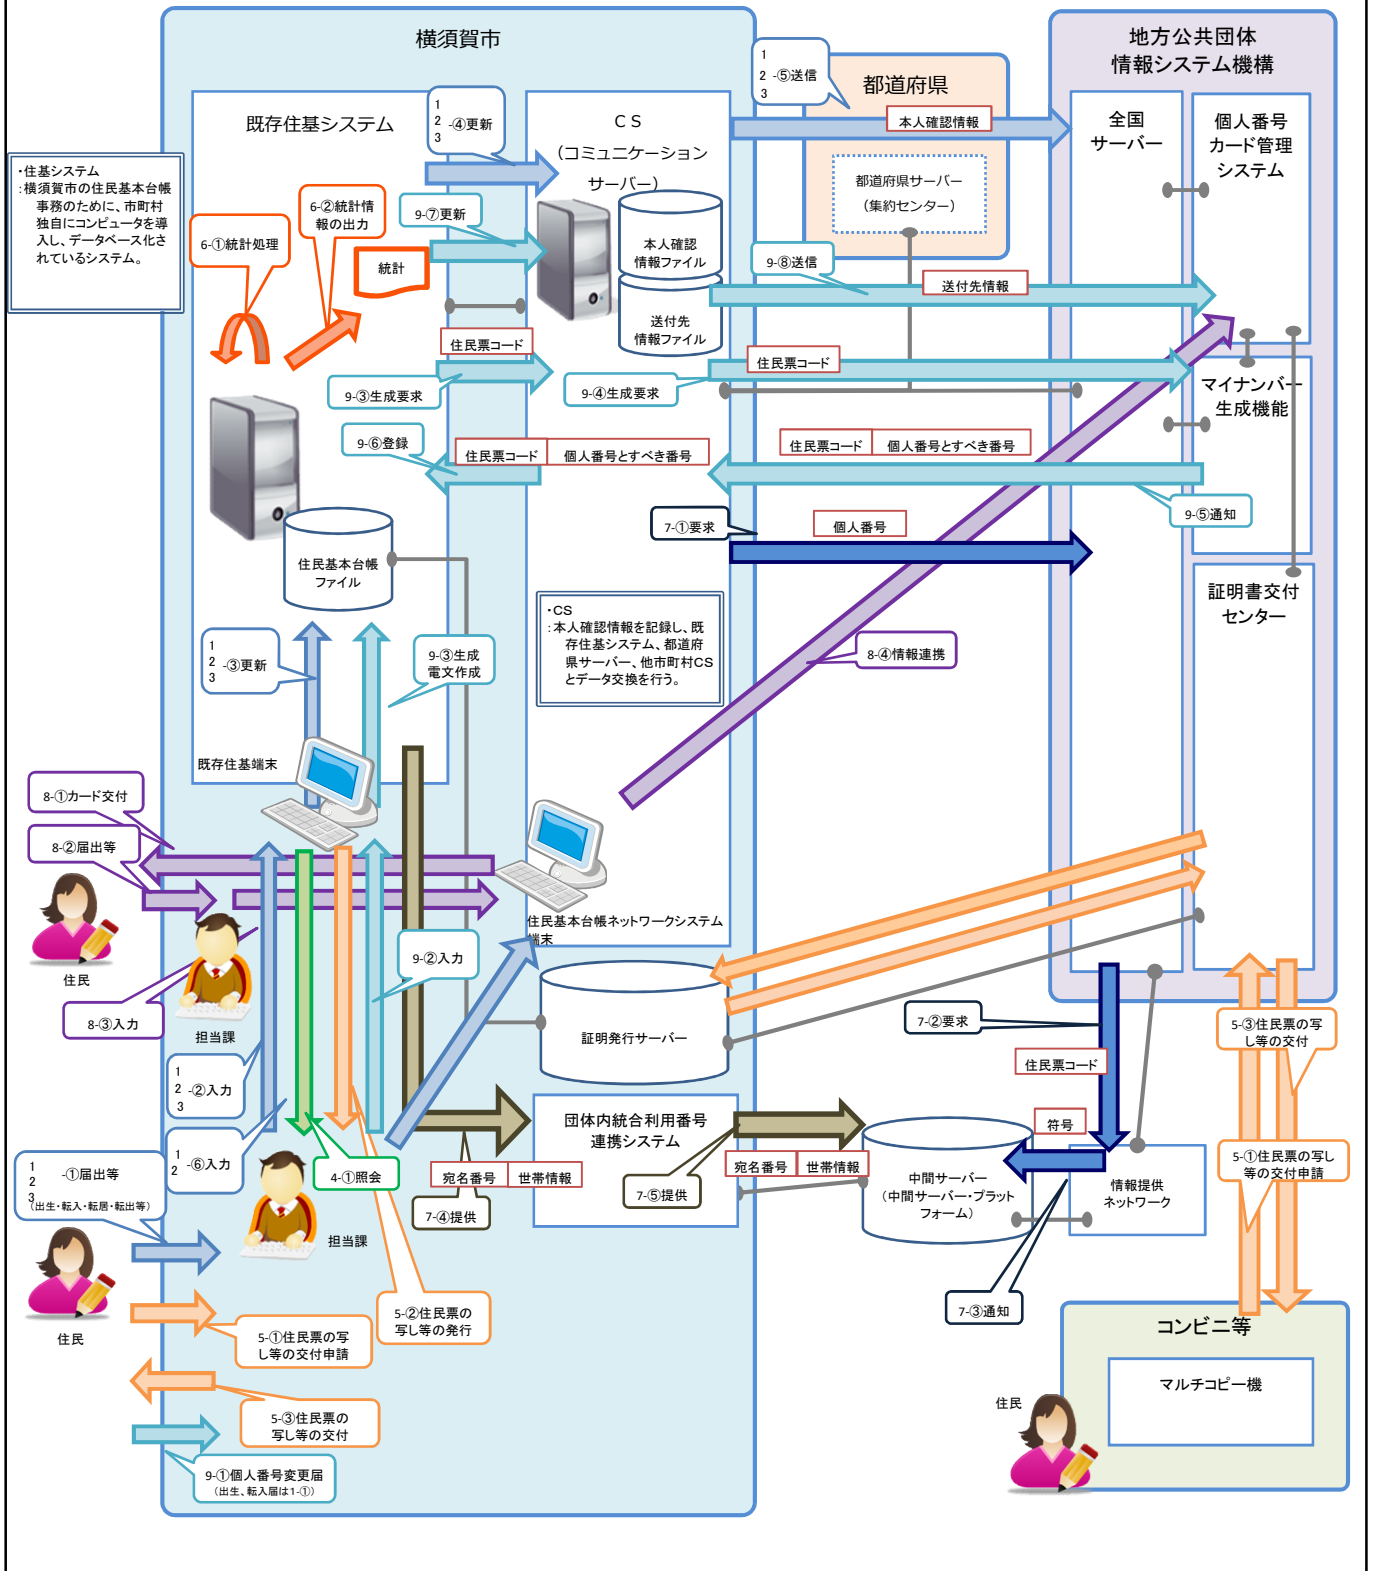 横須賀市
地方公共団体
情報システム機構
都道府県
1
2 -⑤送信
3
既存住基システム
1
2 -④更新
3
ＣＳ
（コミュニケーション
サーバー）
本人確認情報
全国
サーバー
個人番号
カード管理
システム
・住基システム
：横須賀市の住民基本台帳
事務のために、市町村
独自にコンピュータを導
入し、データベース化さ
れているシステム。
都道府県サーバー
（集約センター）
6-①統計処理
6-②統計情
報の出力
9-⑦更新
統計
本人確認
情報ファイル
9-⑧送信
送付先情報
送付先
情報ファイル
住民票コード
9-③生成要求
9-④生成要求
住民票コード
マイナンバー
生成機能
9-⑥登録
住民票コード
個人番号とすべき番号
住民票コード
個人番号とすべき番号
9-⑤通知
7-①要求
個人番号
住民基本台帳
ファイル
証明書交付
センター
・CS
：本人確認情報を記録し、既
存住基システム、都道府
県サーバー、他市町村CS
とデータ交換を行う。
1
2 -③更新
3
9-③生成
電文作成
8-④情報連携
既存住基端末
8-①カード交付
8-②届出等
住民
住民基本台帳ネットワークシステム
端末
9-②入力
8-③入力
担当課
証明発行サーバー
7-②要求
5-③住民票の写
し等の交付
住民票コード
1
2 -②入力
3
団体内統合利用番号
連携システム
符号
1
2 -⑥入力
4-①照会
宛名番号
世帯情報
7-④提供
宛名番号
世帯情報
7-⑤提供
中間サーバー
（中間サーバー・プラット
フォーム）
情報提供
ネットワーク
5-①住民票の写し
等の交付申請
1
2 -①届出等
3
（出生・転入・転居・転出等）
担当課
住民
7-③通知
5-②住民票の
写し等の発行
5-①住民票の写
し等の交付申請
コンビニ等
マルチコピー機
住民
5-③住民票の
写し等の交付
9-①個人番号変更届
（出生、転入届は1-①）